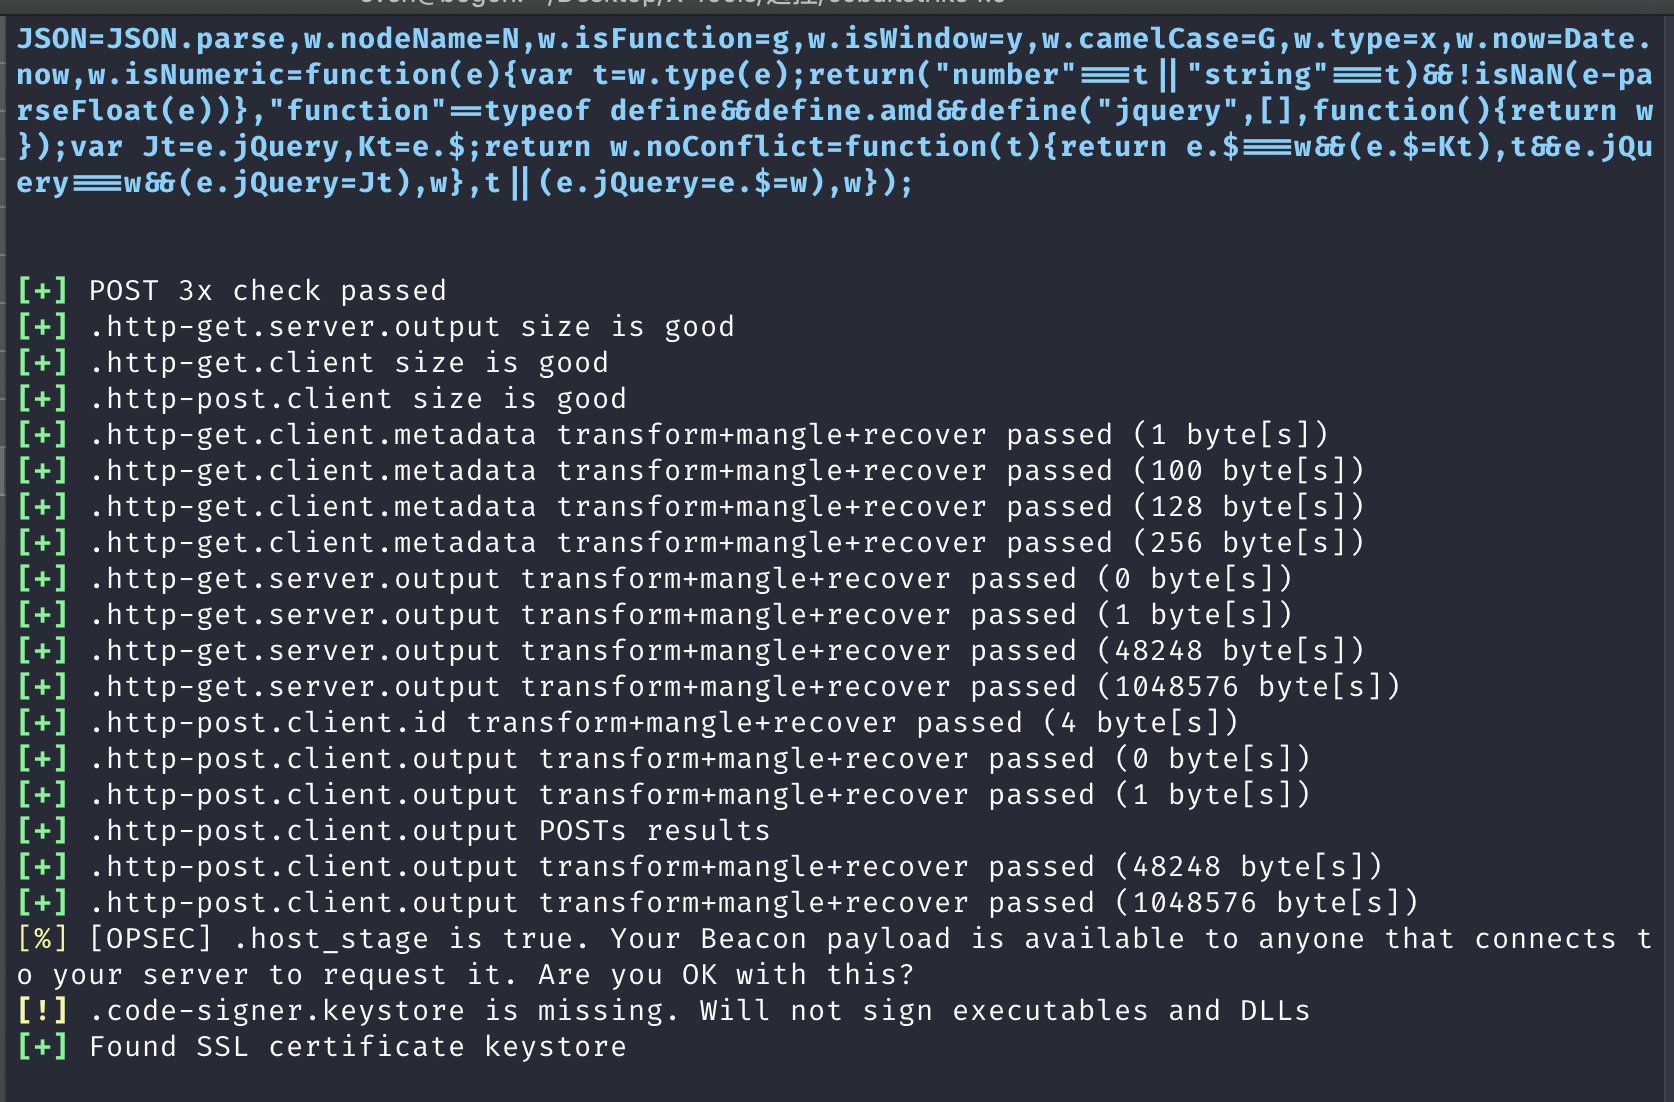 JSON=JSON.parse,w.nodeName=N,w.isFunction=g,w.isWindow=y,w.camelCase=G,w.type=x,w.now=Date.
now,w.isNumeric=function(e){var t=w.type(e);return("number"===t||"string"===t)&&!isNaN(e-pa
rseFloat(e))},"function"==typeof define&&define.amd&&define("jquery",[],function(){return w
});var Jt=e.jQuery,Kt=e.$;return w.noConflict=function(t){return e.$===w&&(e.$=Kt),t&&e.jQu
ery===w&&(e.jQuery=Jt),w},t||(e.jQuery=e.$=w),w});
[+] POST 3x check passed
[+] .http-get.server.output size is good
[+] .http-get.client size is good
[+] .http-post.client size is good
[+] .http-get.client.metadata transform+mangle+recover passed (1 byte[s])
[+] .http-get.client.metadata transform+mangle+recover passed (100 byte[s])
[+] .http-get.client.metadata transform+mangle+recover passed (128 byte[s])
[+] .http-get.client.metadata transform+mangle+recover passed (256 byte[s])
[+] .http-get.server.output transform+mangle+recover passed (0 byte[s])
[+] .http-get.server.output transform+mangle+recover passed (1 byte[s])
[+] .http-get.server.output transform+mangle+recover passed (48248 byte[s])
[+] .http-get.server.output transform+mangle+recover passed (1048576 byte[s])
[+] .http-post.client.id transform+mangle+recover passed (4 byte[s])
[+] .http-post.client.output transform+mangle+recover passed (0 byte[s])
[+] .http-post.client.output transform+mangle+recover passed (1 byte[s])
[+] .http-post.client.output POSTs results
[+] .http-post.client.output transform+mangle+recover passed (48248 byte[s])
[+] .http-post.client.output transform+mangle+recover passed (1048576 byte[s])
[%] [OPSEC] .host_stage is true. Your Beacon payload is available to anyone that connects t
o your server to request it. Are you OK with this?
[!] .code-signer.keystore is missing. Will not sign executables and DLLs
[+] Found SSL certificate keystore